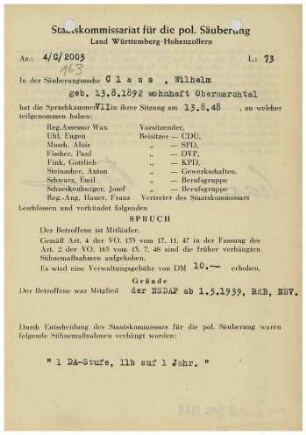 Staatskommissariat für die pol. Säuberung
Land Württemberg-Hohenzollern
Az.: 4/C/2003
L.: 73
163
In der Säuberungssache C l a s s , Wilhelm
geb. 13.8.1892 wohnhaft Obermarchtal
hat die Spruchkammer VII in ihrer Sitzung am 13.8.48 , an welcher
teilgenommen haben:
Reg.Assessor Wax Vorsitzender,
Uhl, Eugen Beisitzer — CDU,
Musch, Alois — SPD,
Fischer, Paul — DVP,
Fink, Gottlieb — KPD,
Steinacher, Anton — Gewerkschaften,
Schwarz, Emil — Berufsgruppe
Schneckenburger, Josef — Berufsgruppe
Reg.-Ang. Hauer, Franz Vertreter des Staatskommissars
beschlossen und verkündet folgenden
SPRUCH
Der Betroffene ist Mitläufer.
Gemäß Art. 4 der VO. 133 vom 17. 11. 47 in der Fassung des
Art. 2 der VO. 165 vom 13. 7. 48 sind die früher verhängten
Sühnemaßnahmen aufgehoben.
Es wird eine Verwaltungsgebühr von DM 10.— erhoben.
Gründe
Der Betroffene war Mitglied der NSDAP ab 1.5.1939, RdB, NSV.
Durch Entscheidung des Staatskommissars für die pol. Säuberung waren
folgende Sühnemaßnahmen verhängt worden:
" 1 DA-Stufe, 11b auf 1 Jahr. "